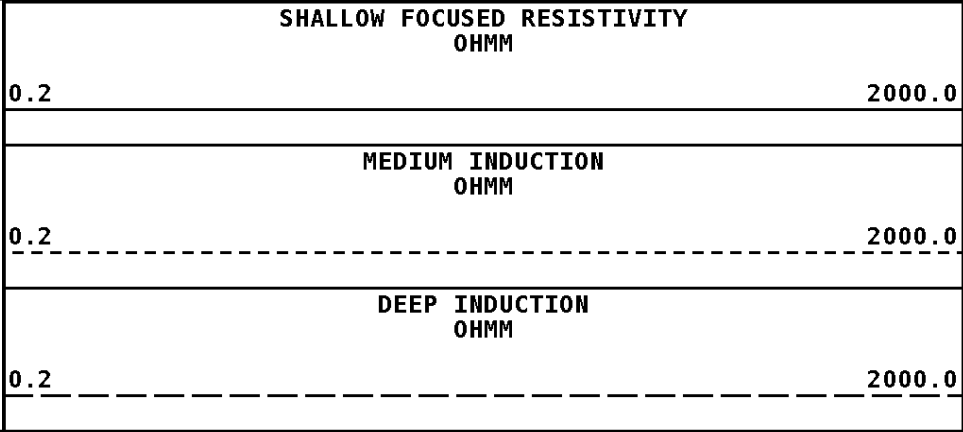 SHALLOW FOCUSED RESISTIVITY
OHMM
0.2 2000.0
MEDIUM INDUCTION
OHMM
0.2 2000.0
DEEP INDUCTION
OHMM
0.2 2000.0